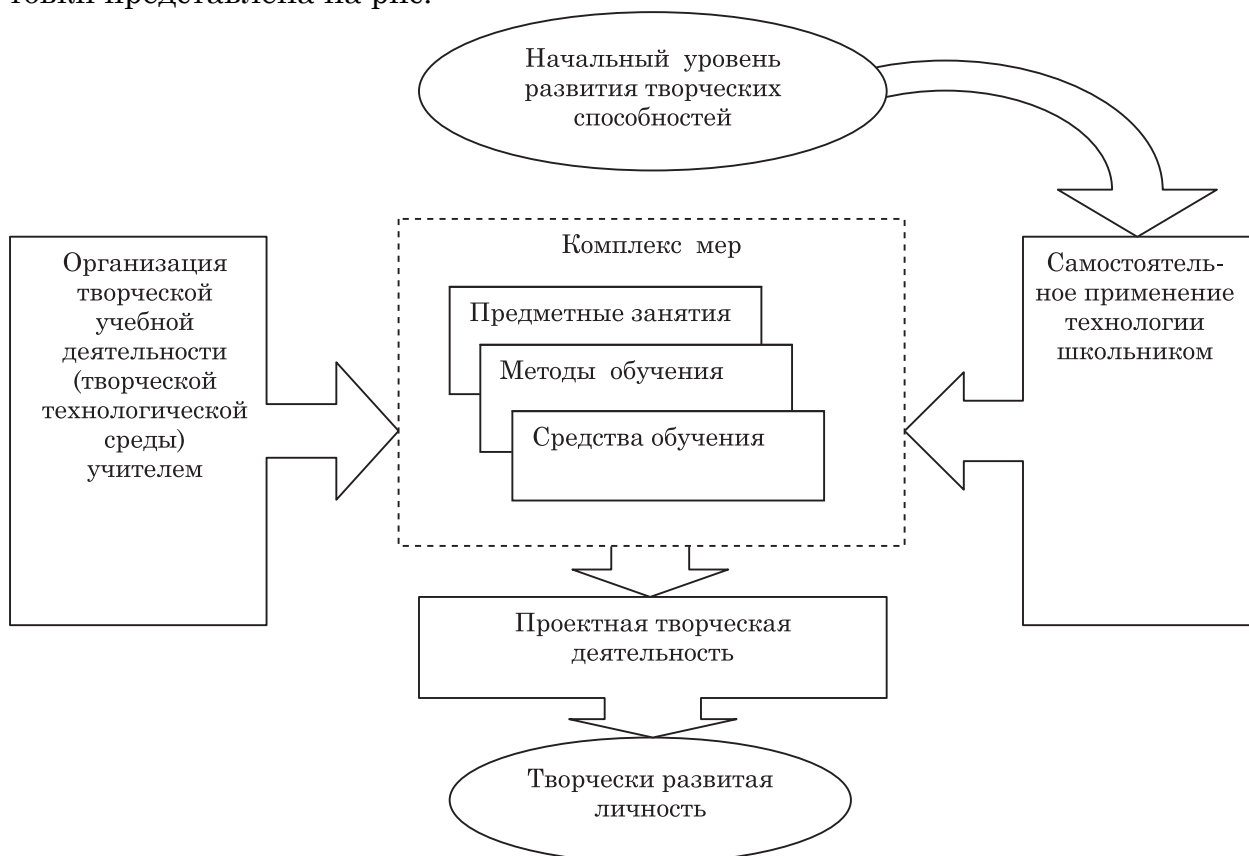 товки представлена на рис.
Начальный уровень
развития творческих
способностей
Организация
творческой
учебной
деятельности
(творческой
технологической
среды)
учителем
Комплекс мер
Предметные занятия
Методы обучения
Средства обучения
Самостоятель-
ное применение
технологии
школьником
Проектная творческая
деятельность
Творчески развитая
личность